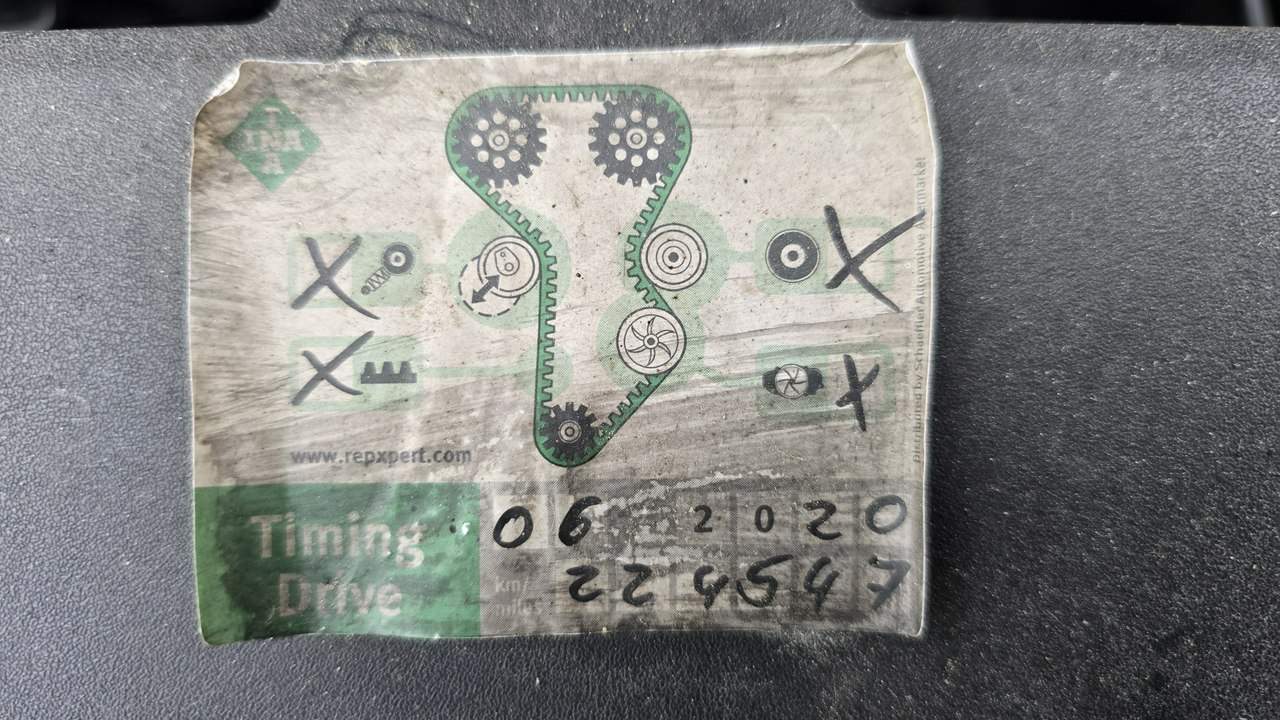 INA
X X
X X
www.repxpert.com
Distributed by Schaeffler Automotive Aftermarket
Timing
Drive
06 2020
km/
miles
224547